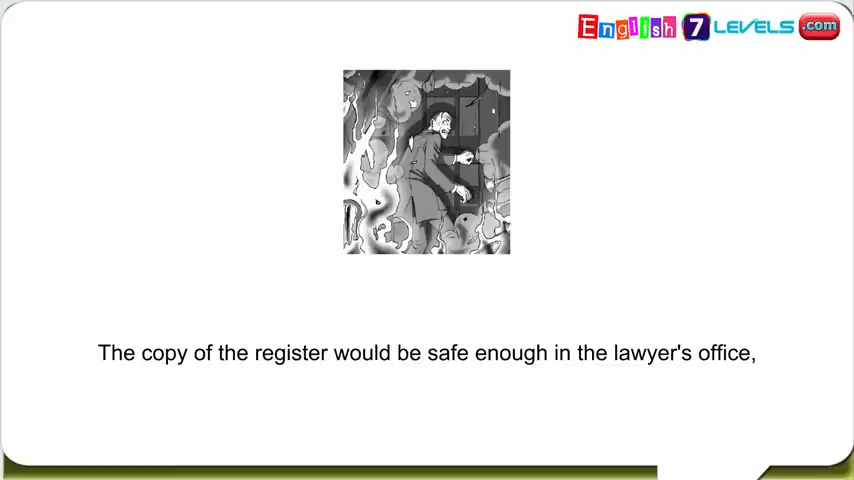 English 7 LEVELS .com
The copy of the register would be safe enough in the lawyer's office,